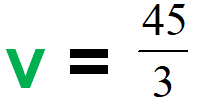 v = 45/3